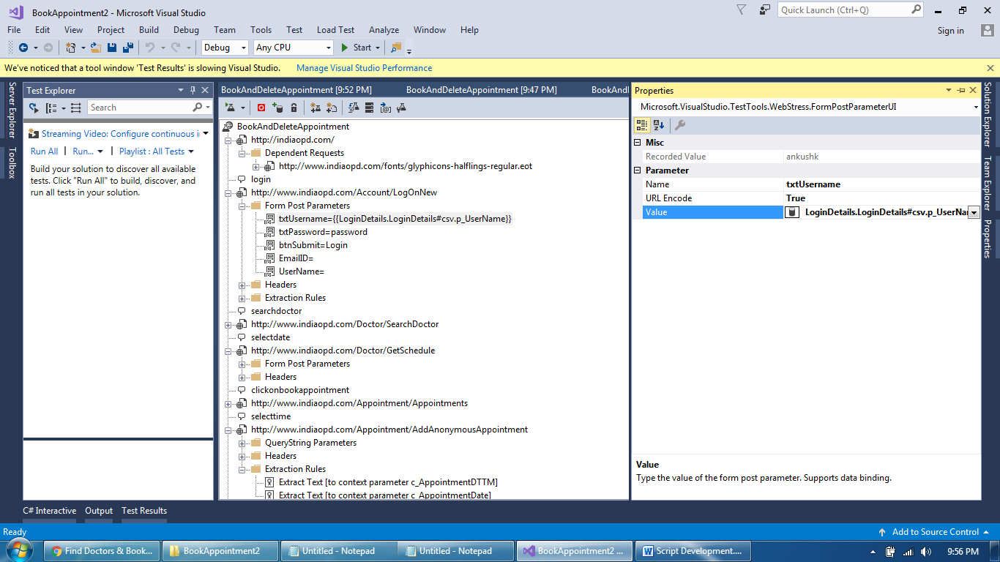 BookAppointment2 - Microsoft Visual Studio
Quick Launch (Ctrl+Q)
File Edit View Project Build Debug Team Tools Test Load Test Analyze Window Help
Sign in
Debug Any CPU Start
We've noticed that a tool window 'Test Results' is slowing Visual Studio. Manage Visual Studio Performance
Server Explorer
Toolbox
Test Explorer
Search
Streaming Video: Configure continuous i
Run All | Run... | Playlist : All Tests
Build your solution to discover all available
tests. Click "Run All" to build, discover, and
run all tests in your solution.
BookAndDeleteAppointment [9:52 PM] BookAndDeleteAppointment [9:47 PM] BookAndD
BookAndDeleteAppointment
http://indiaopd.com/
Dependent Requests
http://www.indiaopd.com/fonts/glyphicons-halflings-regular.eot
login
http://www.indiaopd.com/Account/LogOnNew
Form Post Parameters
txtUsername={{LoginDetails.LoginDetails#csv.p_UserName}}
txtPassword=password
btnSubmit=Login
EmailID=
UserName=
Headers
Extraction Rules
searchdoctor
http://www.indiaopd.com/Doctor/SearchDoctor
selectdate
http://www.indiaopd.com/Doctor/GetSchedule
Form Post Parameters
Headers
clickonbookappointment
http://www.indiaopd.com/Appointment/Appointments
selecttime
http://www.indiaopd.com/Appointment/AddAnonymousAppointment
QueryString Parameters
Headers
Extraction Rules
Extract Text [to context parameter c_AppointmentDTTM]
Extract Text [to context parameter c_AppointmentDate]
Properties
Microsoft.VisualStudio.TestTools.WebStress.FormPostParameterUI
Misc
Recorded Value ankushk
Parameter
Name txtUsername
URL Encode True
Value LoginDetails.LoginDetails#csv.p_UserNa
Value
Type the value of the form post parameter. Supports data binding.
Solution Explorer
Team Explorer
Properties
C# Interactive Output Test Results
Ready
Add to Source Control
Find Doctors & Book... BookAppointment2 Untitled - Notepad Untitled - Notepad BookAppointment2 ... Script Development.... 9:56 PM